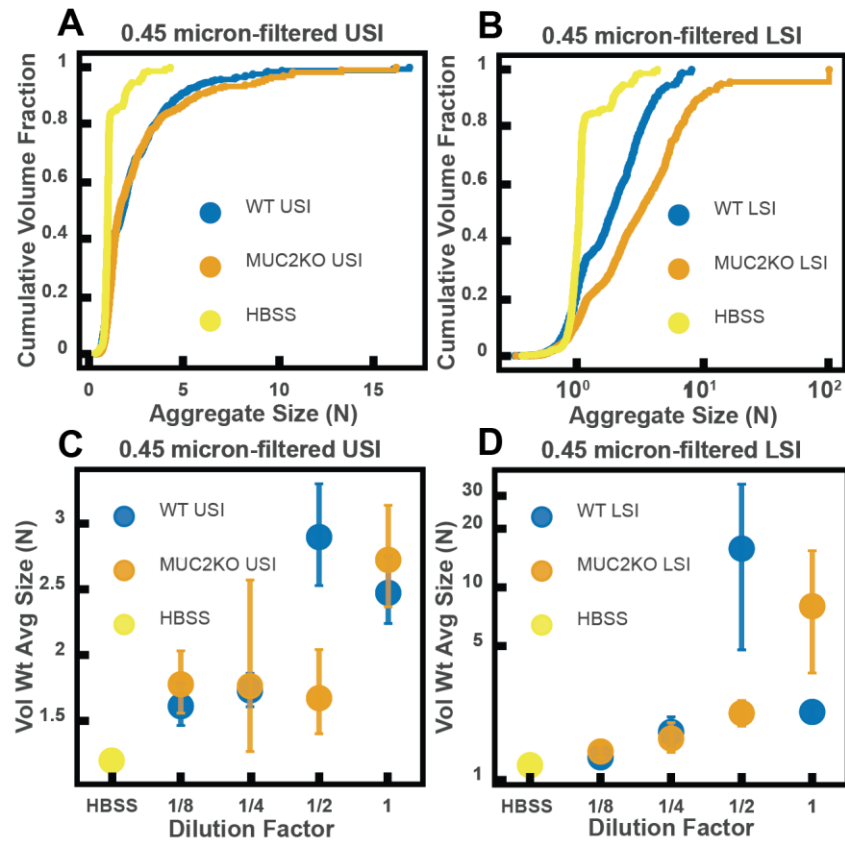 A
0.45 micron-filtered USI
Cumulative Volume Fraction
1
0.8
0.6
0.4
0.2
0
WT USI
MUC2KO USI
HBSS
0
5
10
15
Aggregate Size (N)
B
0.45 micron-filtered LSI
Cumulative Volume Fraction
1
0.8
0.6
0.4
0.2
0
WT LSI
MUC2KO LSI
HBSS
10^0
10^1
10^2
Aggregate Size (N)
C
0.45 micron-filtered USI
Vol Wt Avg Size (N)
3
2.5
2
1.5
WT USI
MUC2KO USI
HBSS
HBSS
1/8
1/4
1/2
1
Dilution Factor
D
0.45 micron-filtered LSI
Vol Wt Avg Size (N)
30
20
10
5
1
WT LSI
MUC2KO LSI
HBSS
HBSS
1/8
1/4
1/2
1
Dilution Factor